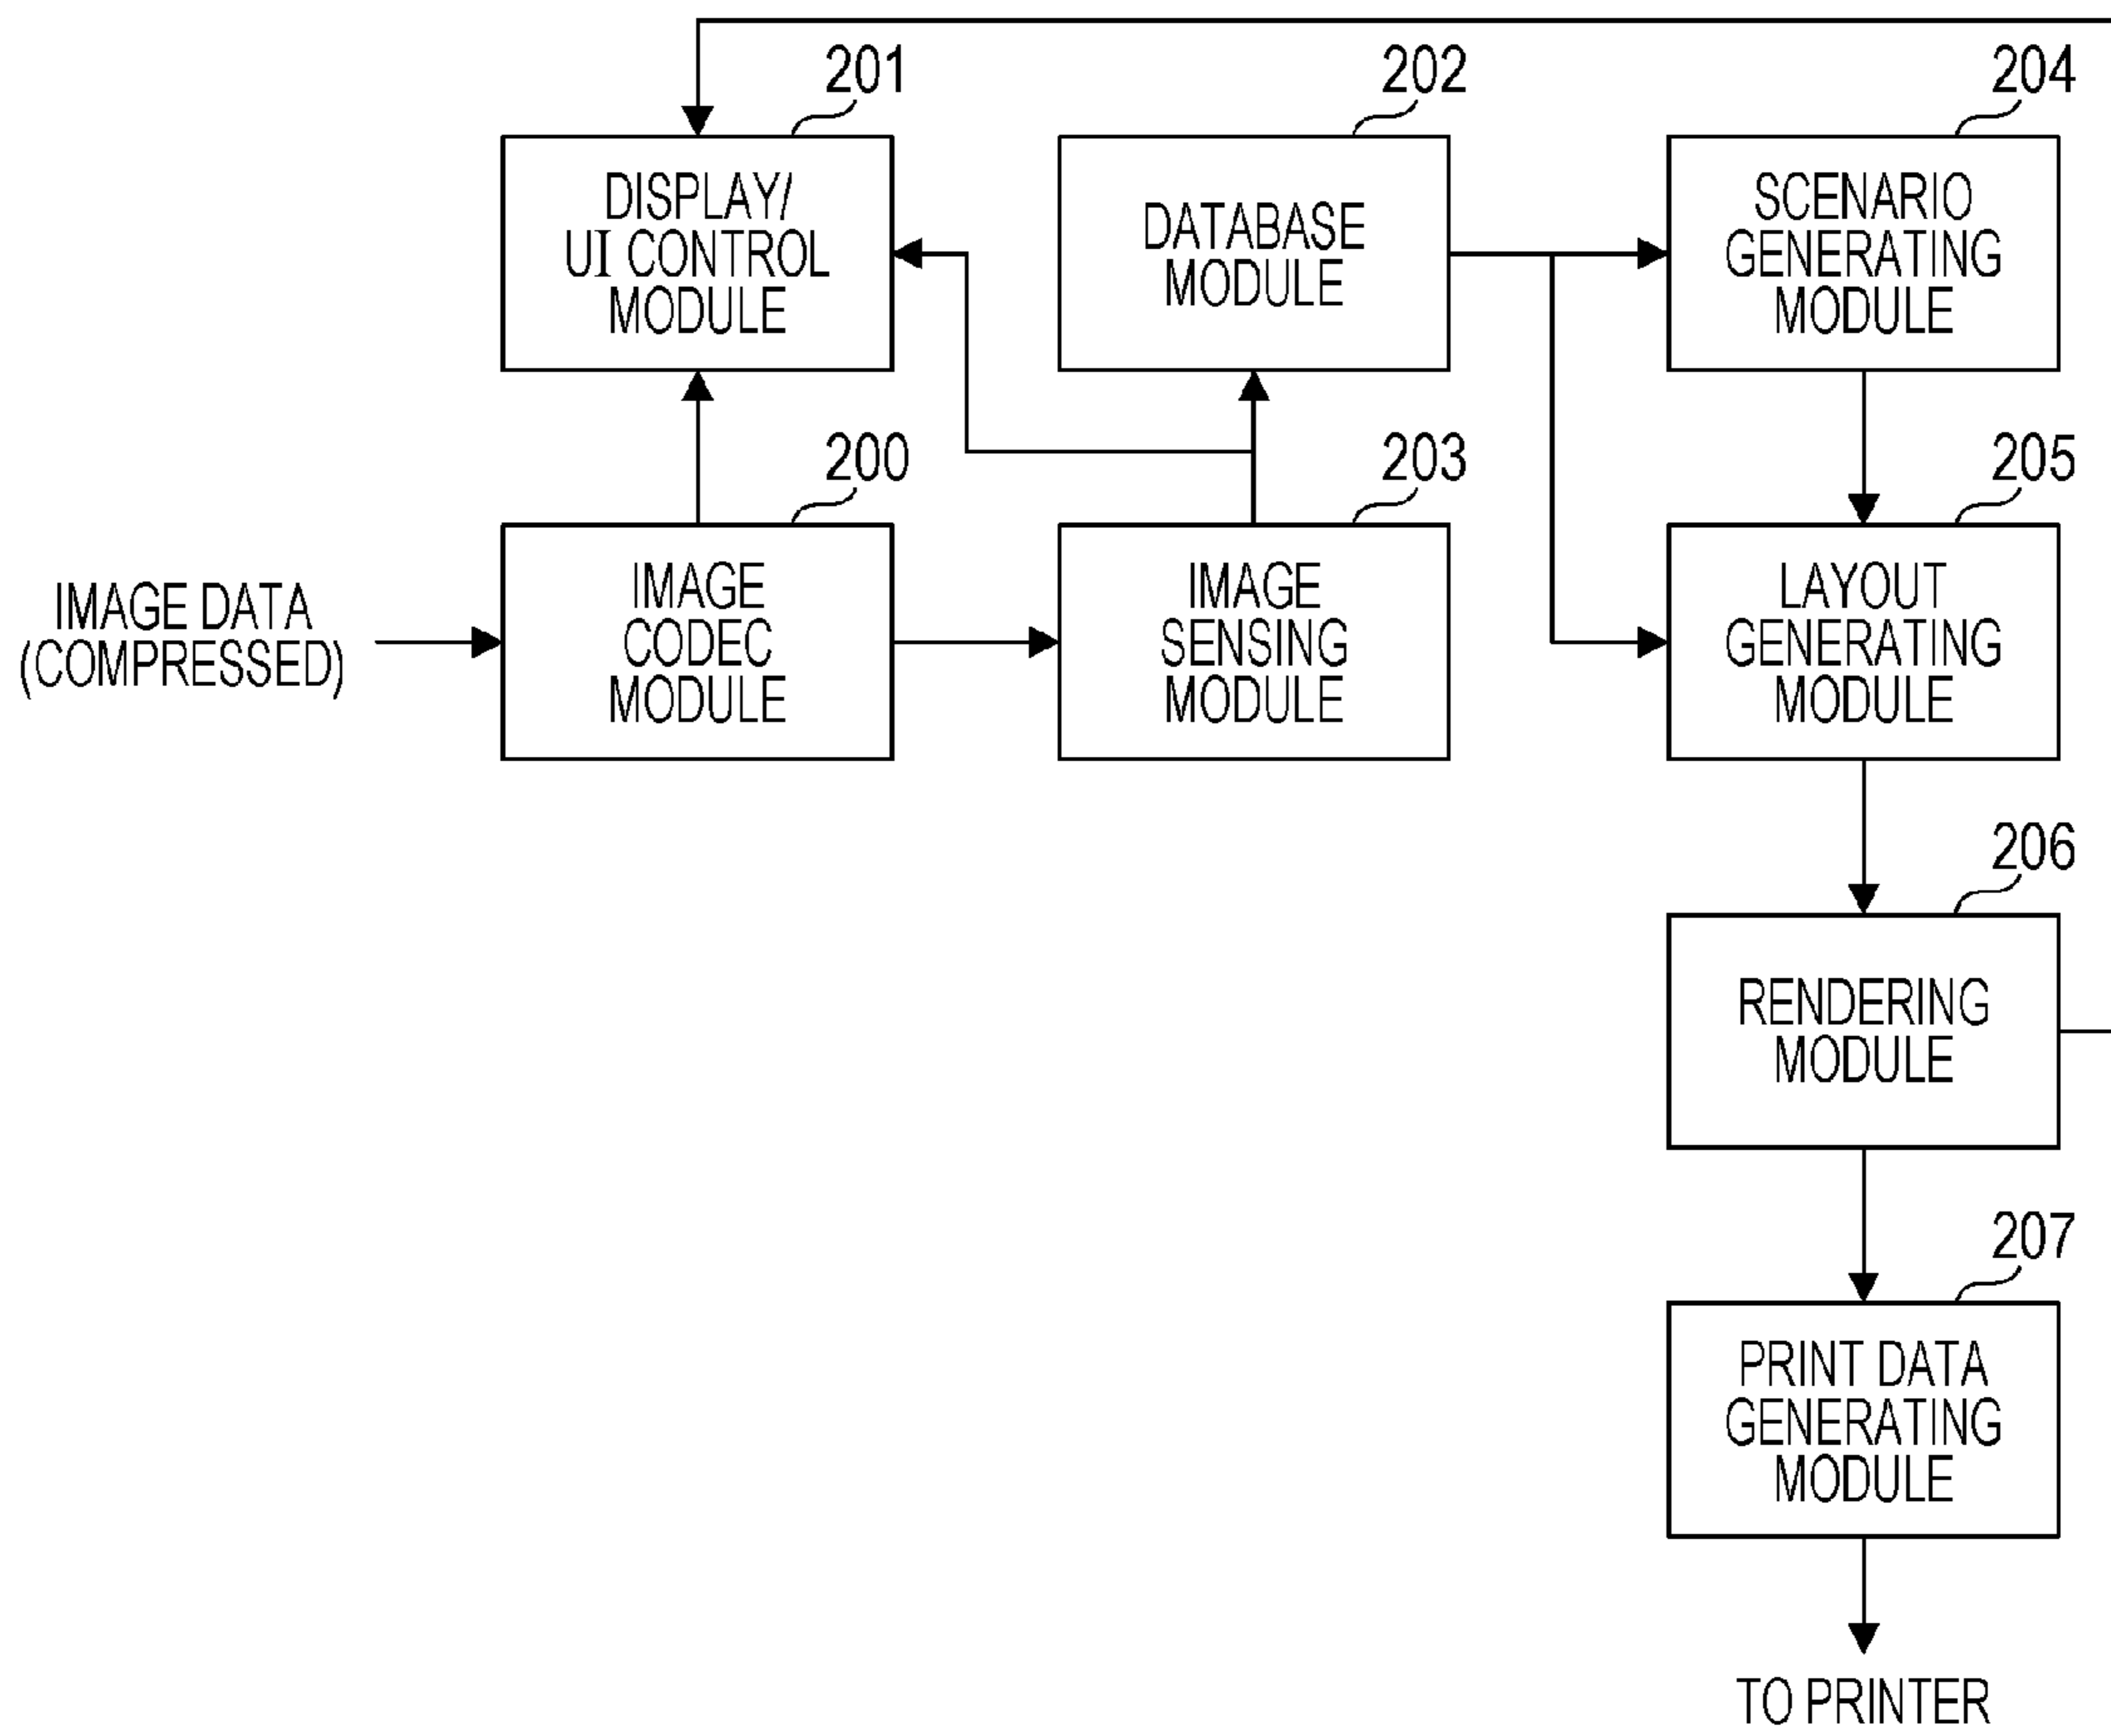 201
DISPLAY/
UI CONTROL
MODULE
202
DATABASE
MODULE
204
SCENARIO
GENERATING
MODULE
IMAGE DATA
(COMPRESSED)
200
IMAGE
CODEC
MODULE
203
IMAGE
SENSING
MODULE
205
LAYOUT
GENERATING
MODULE
206
RENDERING
MODULE
207
PRINT DATA
GENERATING
MODULE
TO PRINTER